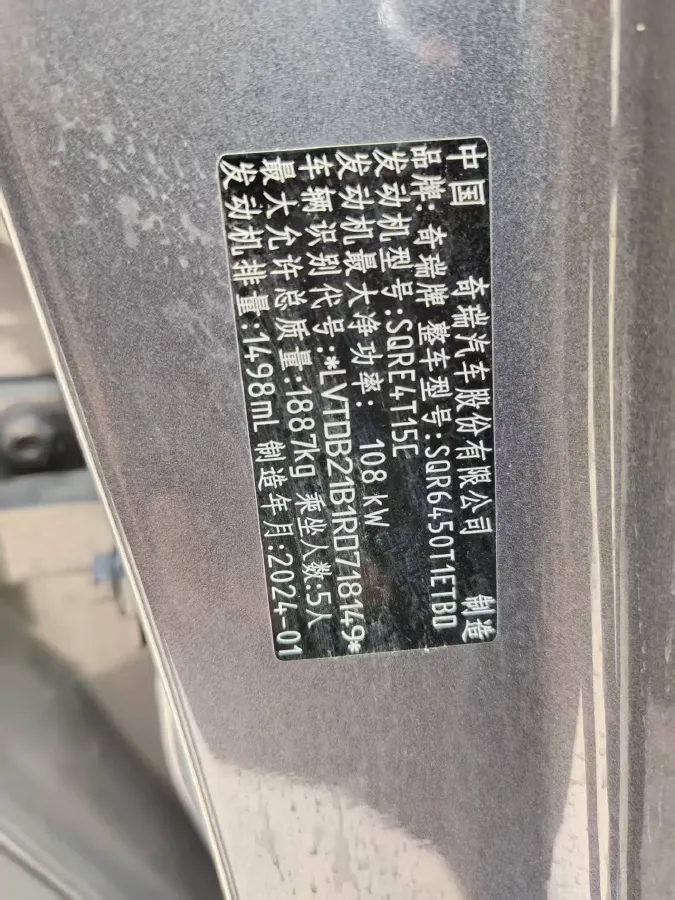 中国 奇瑞汽车股份有限公司 制造
品牌: 奇瑞牌 整车型号:SQR6450T1ETBD
发动机型号:SQRE4T15C
发动机最大净功率: 108 kW
车辆识别代号:*LVTDB21B1RD718149*
最大允许总质量:1887kg 乘坐人数:5人
发动机排量:1498mL 制造年月:2024-01